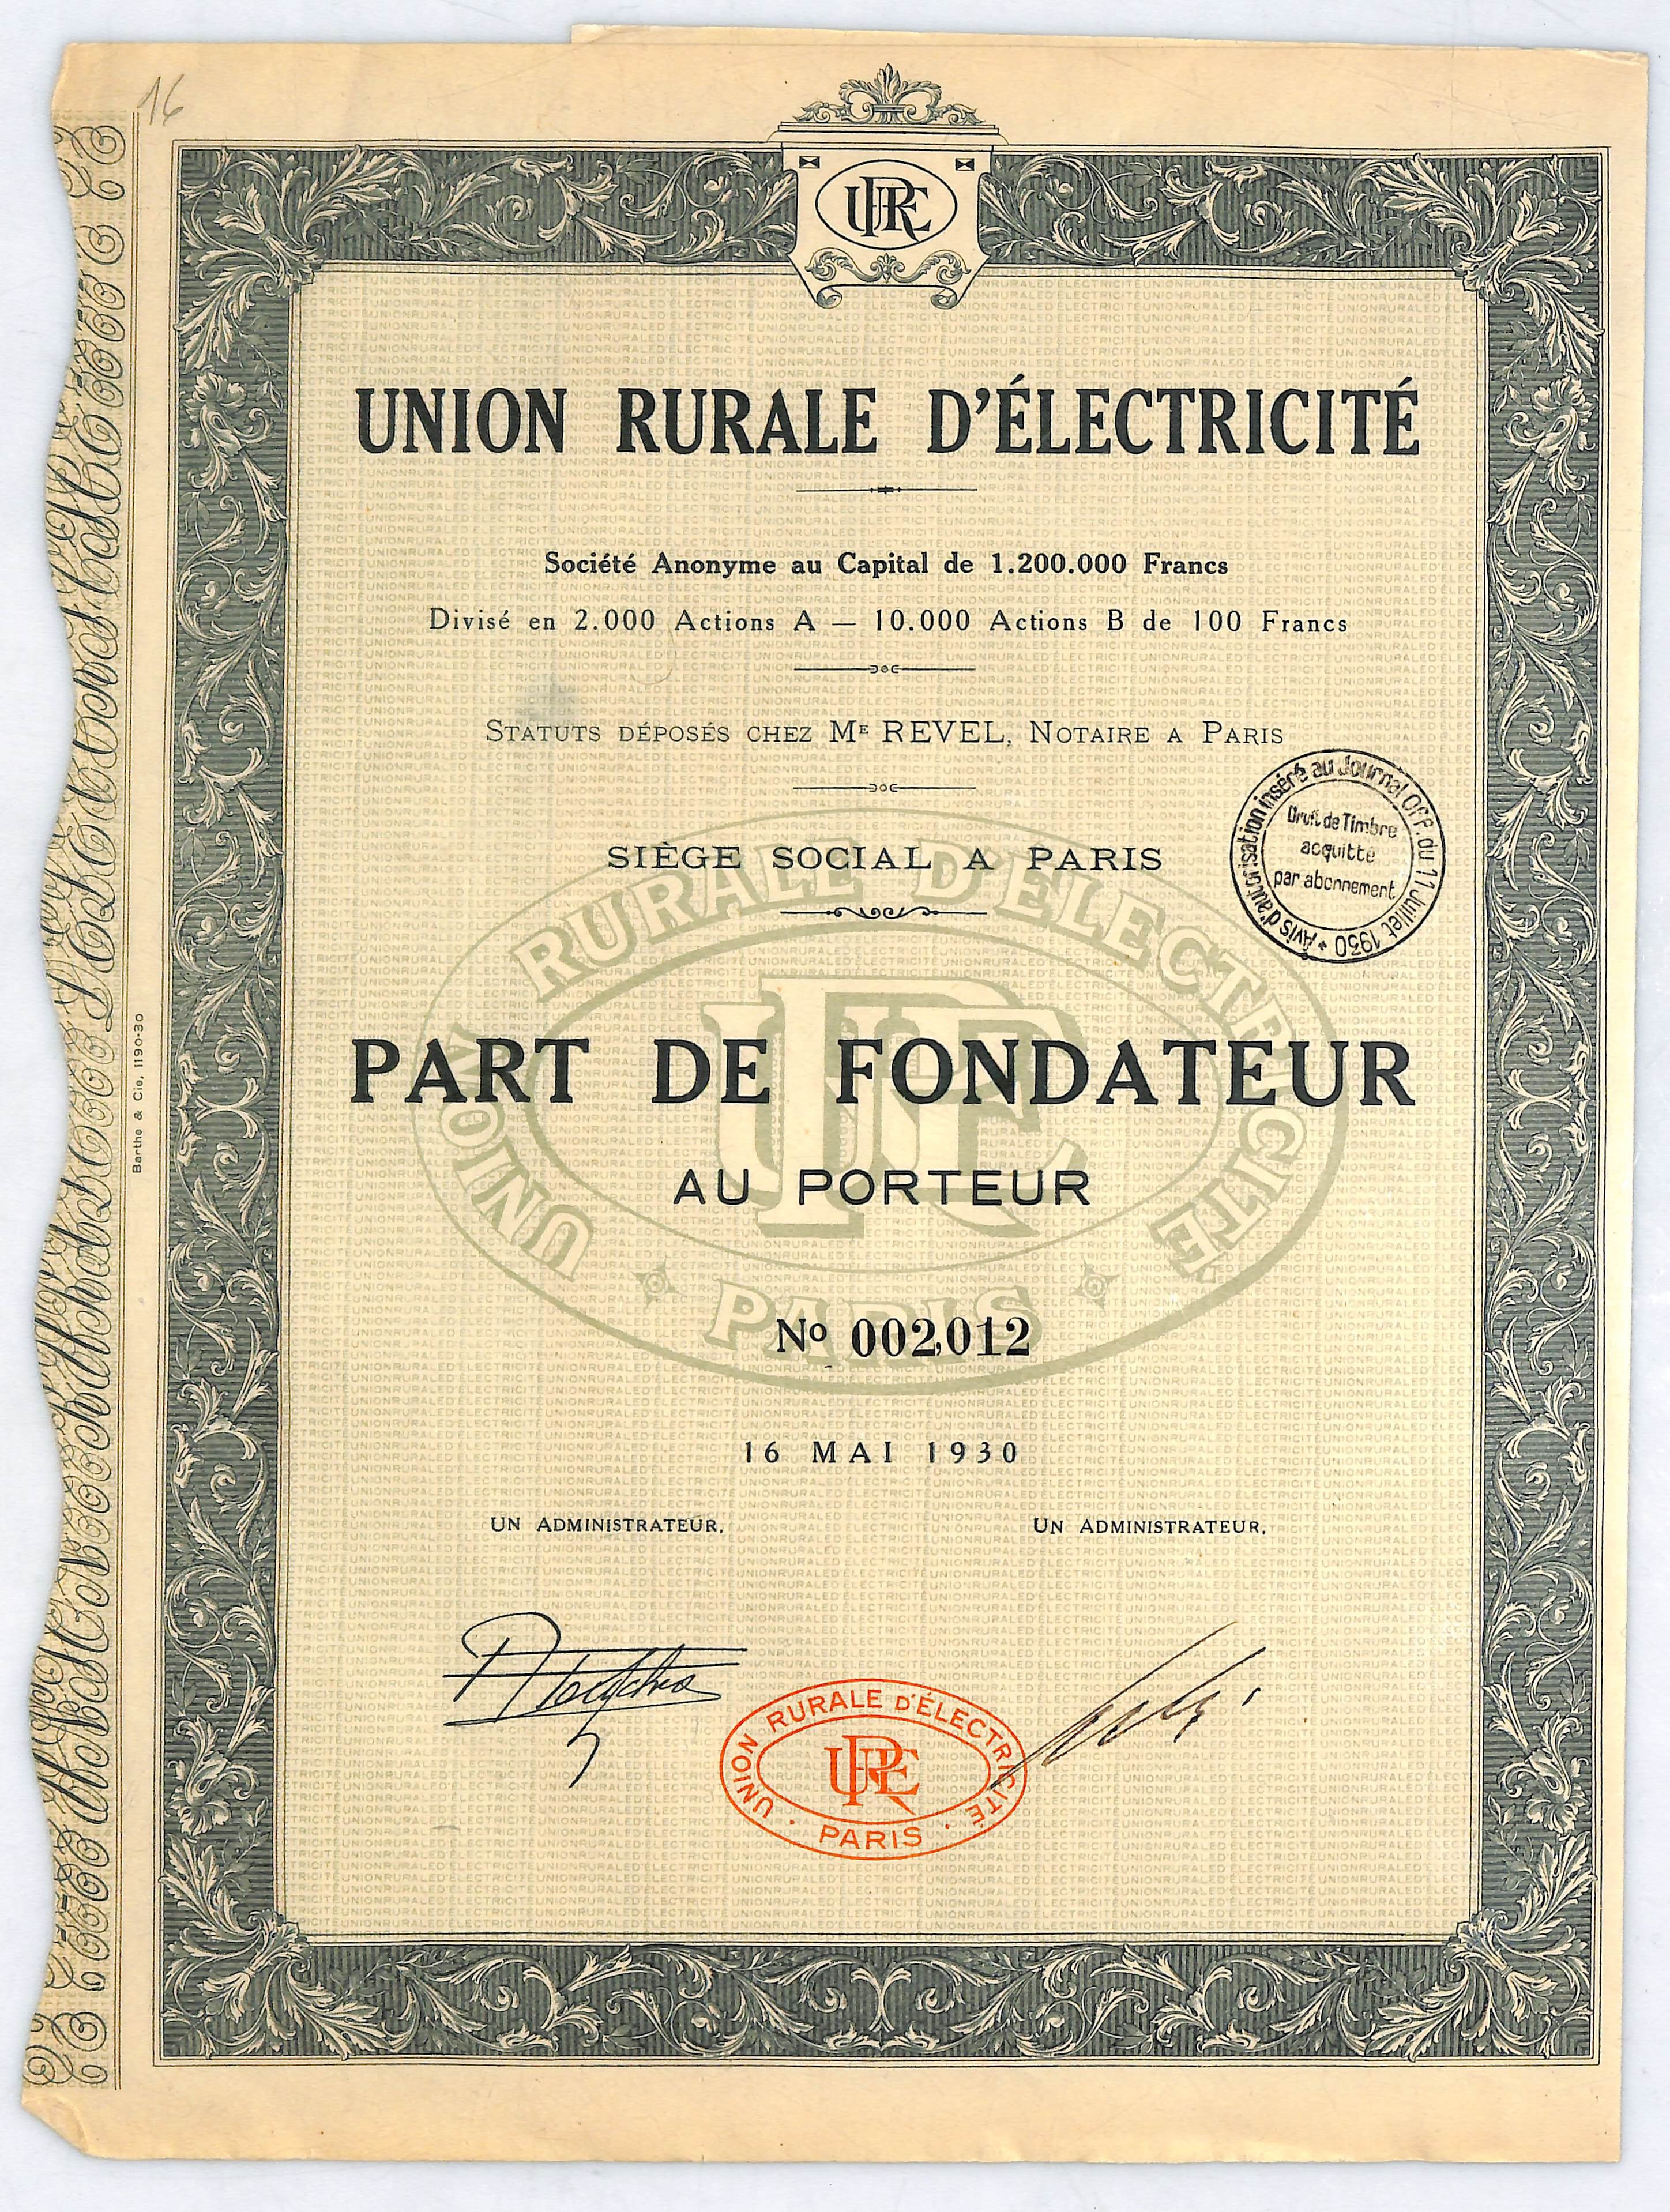 16
URE
UNION RURALE D'ÉLECTRICITÉ
Société Anonyme au Capital de 1.200.000 Francs
Divisé en 2.000 Actions A — 10.000 Actions B de 100 Francs
STATUTS DÉPOSÉS CHEZ Mᴱ REVEL, NOTAIRE A PARIS
Avis d'autorisation inséré au Journal Off. du 11 Juillet 1930
Droit de Timbre
acquitté
par abonnement
SIÈGE SOCIAL A PARIS
UNION RURALE D'ÉLECTRICITÉ
URE
PARIS
PART DE FONDATEUR
AU PORTEUR
Nº 002,012
16 MAI 1930
UN ADMINISTRATEUR,
UN ADMINISTRATEUR,
UNION RURALE D'ÉLECTRICITÉ
URE
PARIS
Barthe & Cie, 1190-30